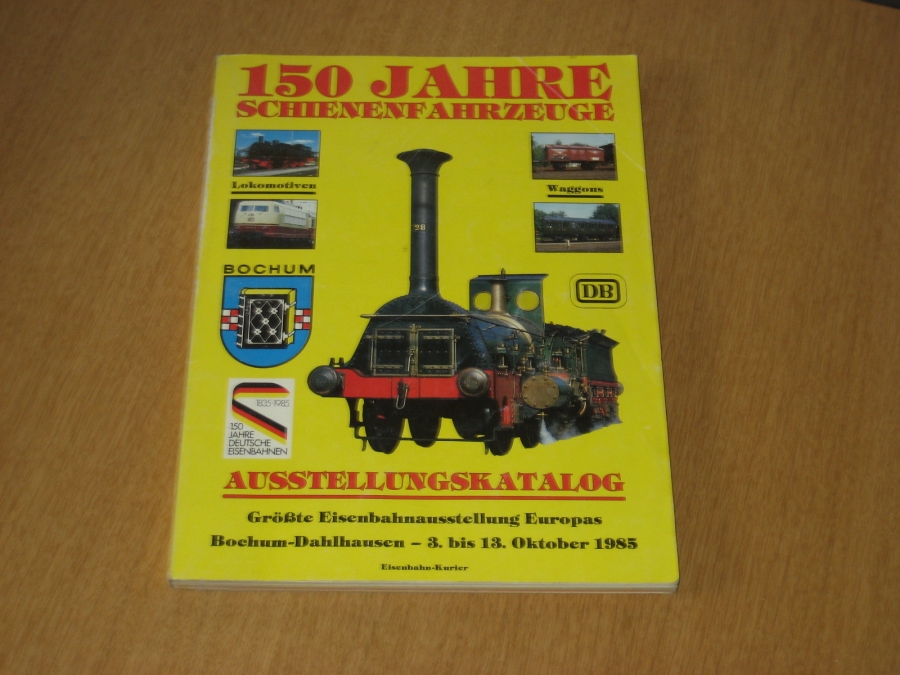 150 JAHRE
SCHIENENFAHRZEUGE
Lokomotiven
Waggons
28
BOCHUM
DB
1835-1985
150
JAHRE
DEUTSCHE
EISENBAHNEN
AUSSTELLUNGSKATALOG
Größte Eisenbahnausstellung Europas
Bochum-Dahlhausen – 3. bis 13. Oktober 1985
Eisenbahn-Kurier